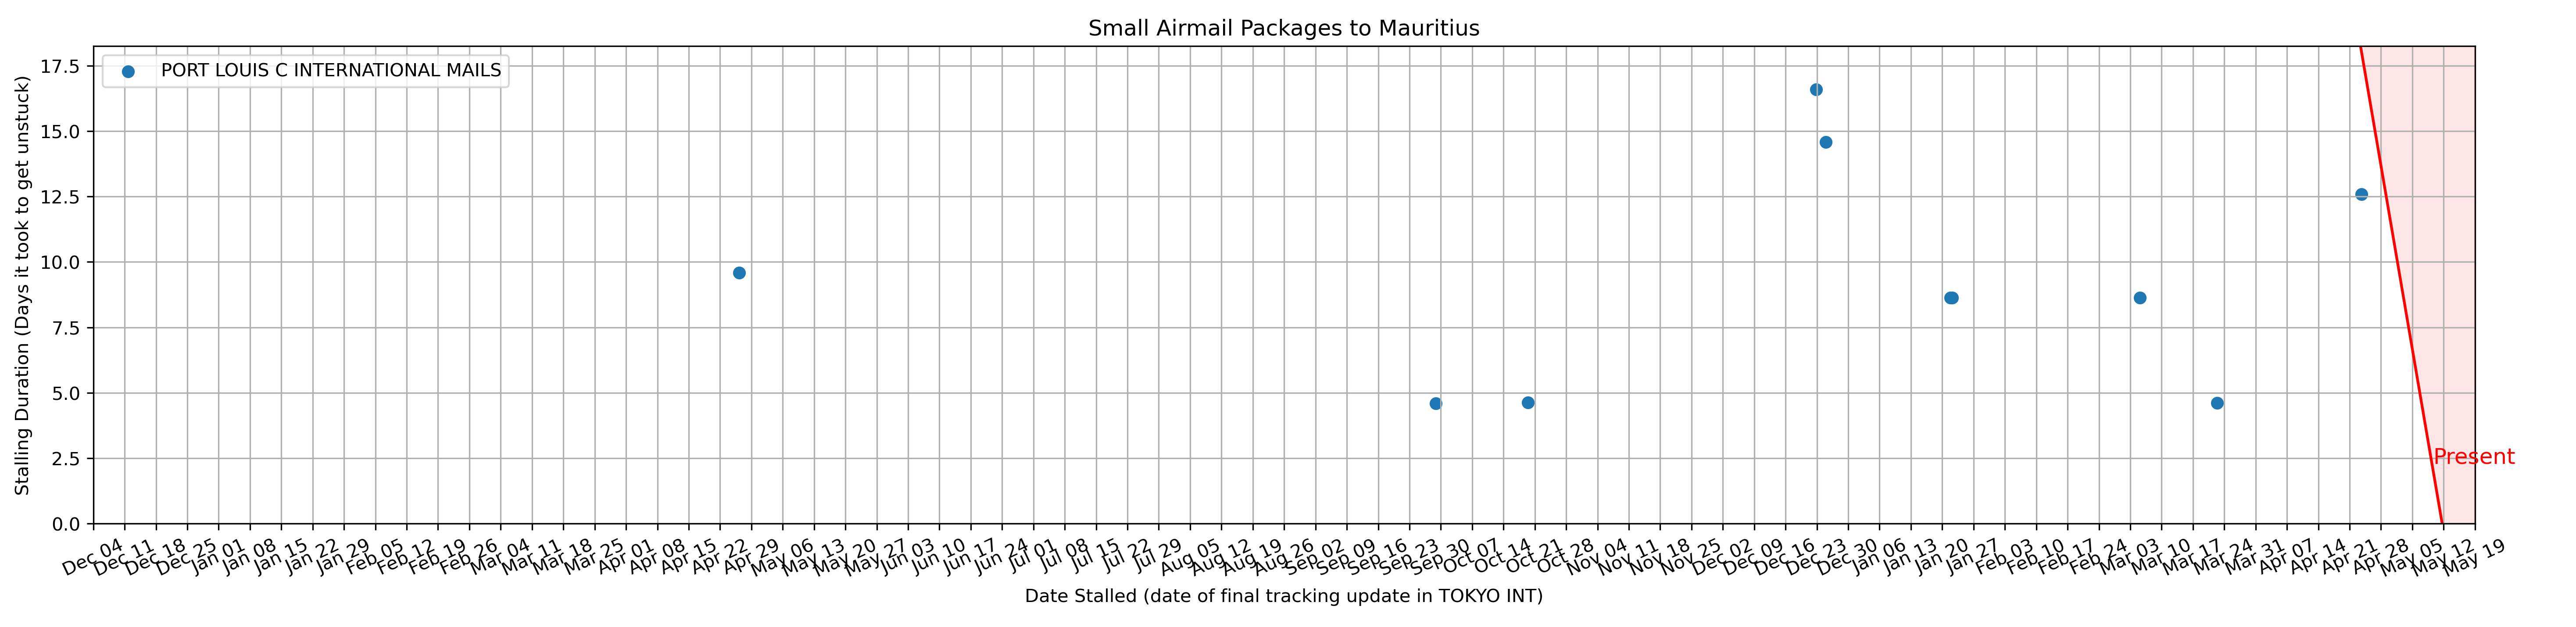 Small Airmail Packages to Mauritius
PORT LOUIS C INTERNATIONAL MAILS
Stalling Duration (Days it took to get unstuck)
17.5
15.0
12.5
10.0
7.5
5.0
2.5
0.0
Present
Dec 04 Dec 11 Dec 18 Dec 25 Jan 01 Jan 08 Jan 15 Jan 22 Jan 29 Feb 05 Feb 12 Feb 19 Feb 26 Mar 04 Mar 11 Mar 18 Mar 25 Apr 01 Apr 08 Apr 15 Apr 22 Apr 29 May 06 May 13 May 20 May 27 Jun 03 Jun 10 Jun 17 Jun 24 Jul 01 Jul 08 Jul 15 Jul 22 Jul 29 Aug 05 Aug 12 Aug 19 Aug 26 Sep 02 Sep 09 Sep 16 Sep 23 Sep 30 Oct 07 Oct 14 Oct 21 Oct 28 Nov 04 Nov 11 Nov 18 Nov 25 Dec 02 Dec 09 Dec 16 Dec 23 Dec 30 Jan 06 Jan 13 Jan 20 Jan 27 Feb 03 Feb 10 Feb 17 Feb 24 Mar 03 Mar 10 Mar 17 Mar 24 Mar 31 Apr 07 Apr 14 Apr 21 Apr 28 May 05 May 12 May 19
Date Stalled (date of final tracking update in TOKYO INT)